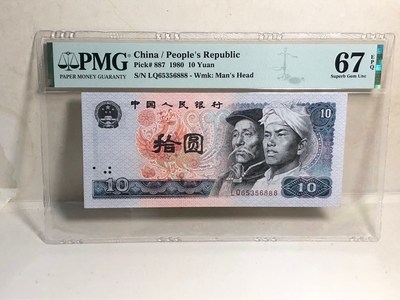 PMG
PAPER MONEY GUARANTY
China / People's Republic
Pick# 887 1980 10 Yuan
S/N LQ65356888 - Wmk: Man's Head
67 EPQ
Superb Gem Unc
中国人民银行
10
拾圆
10
LQ65356888
10